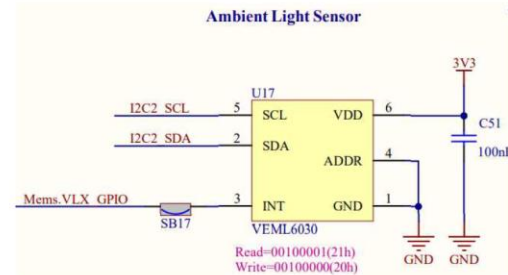 Ambient Light Sensor
3V3
U17
I2C2_SCL 5 SCL VDD 6
C51
I2C2_SDA 2 SDA
100nF
ADDR 4
Mems.VLX_GPIO 3 INT GND 1
SB17
VEML6030
GND GND
Read=00100001(21h)
Write=00100000(20h)